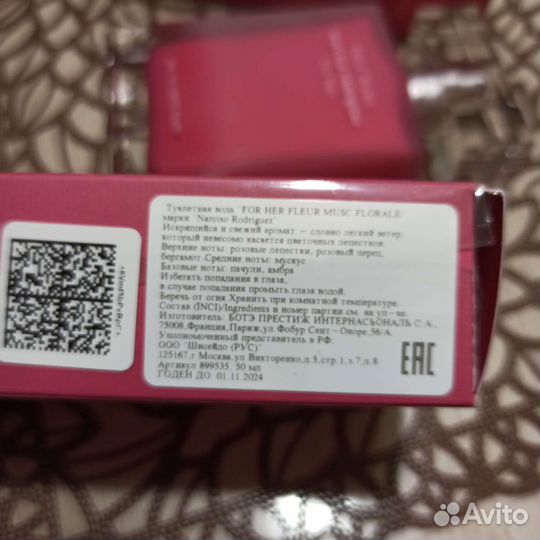 Туалетная вода "FOR HER FLEUR MUSC FLORALE"
марки "Narciso Rodriguez"
Искрящийся и свежий аромат — словно легкий ветер,
который невесомо касается цветочных лепестков.
Верхние ноты: розовые лепестки, розовый перец,
бергамот. Средние ноты: мускус
Базовые ноты: пачули, амбра
Избегать попадания в глаза,
в случае попадания промыть глаза водой.
Беречь от огня. Хранить при комнатной температуре.
Состав (INCI)/Ingredients и номер партии см. на уп-ке.
Изготовитель: БОТЭ ПРЕСТИЖ ИНТЕРНАСЬОНАЛЬ С.А.,
75008, Франция, Париж, ул. Фобур Сент-Оноре, 56/А.
Уполномоченный представитель в РФ:
ООО "Шисейдо (РУС)"
125167, г Москва, ул. Викторенко, д.5, стр.1, э.7; п.8
Артикул 899535 50 мл
ГОДЕН ДО: 01 11 2024
EAC
Avito